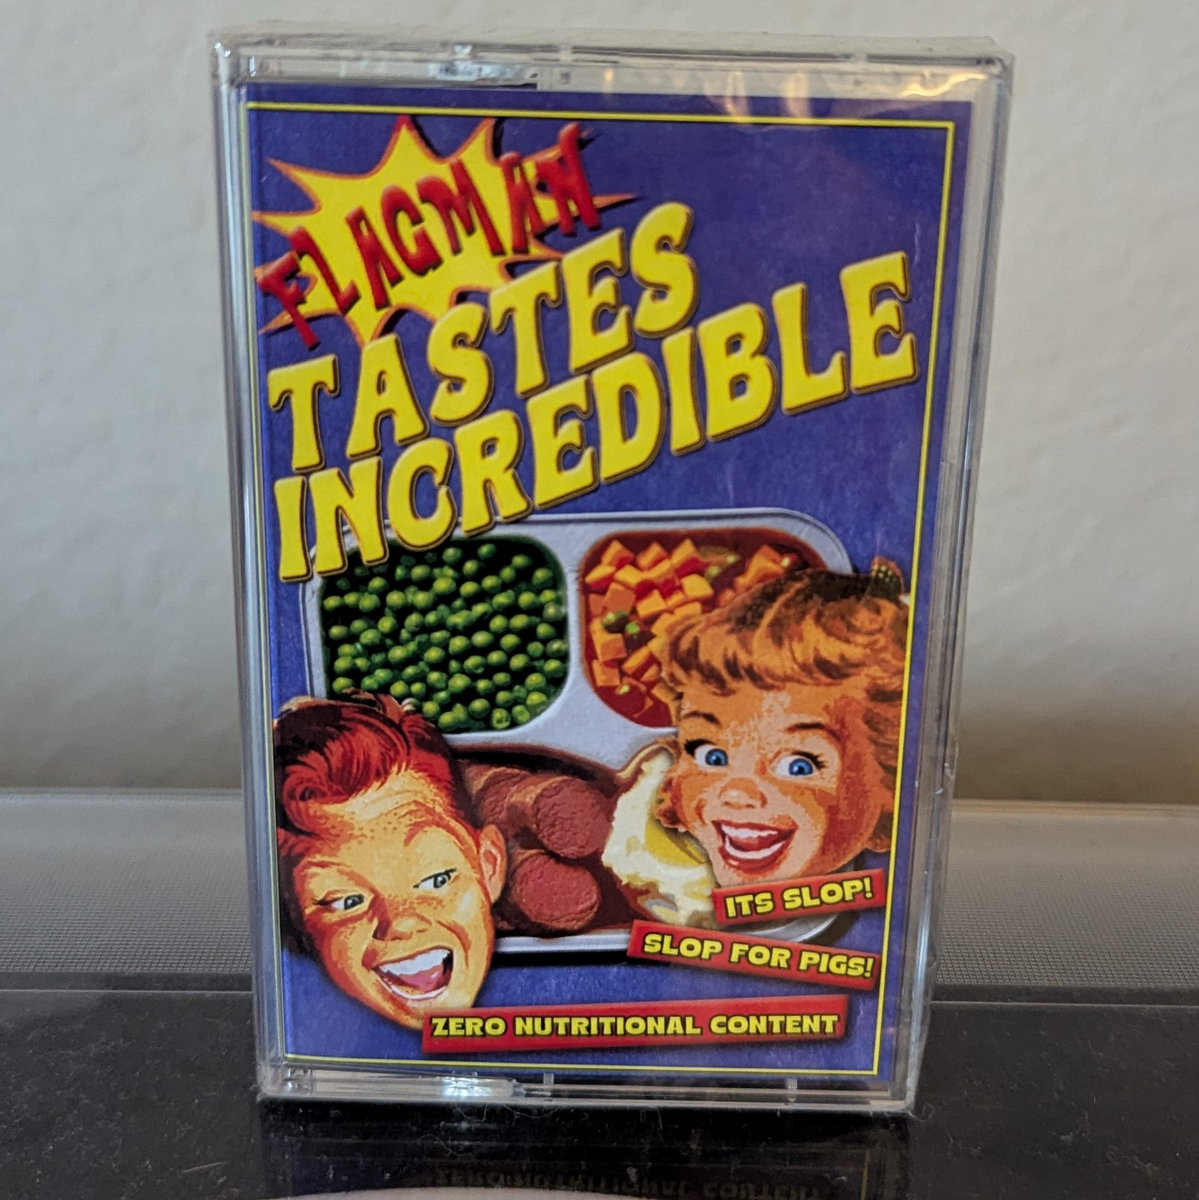 FLAGMAN
TASTES
INCREDIBLE
ITS SLOP!
SLOP FOR PIGS!
ZERO NUTRITIONAL CONTENT